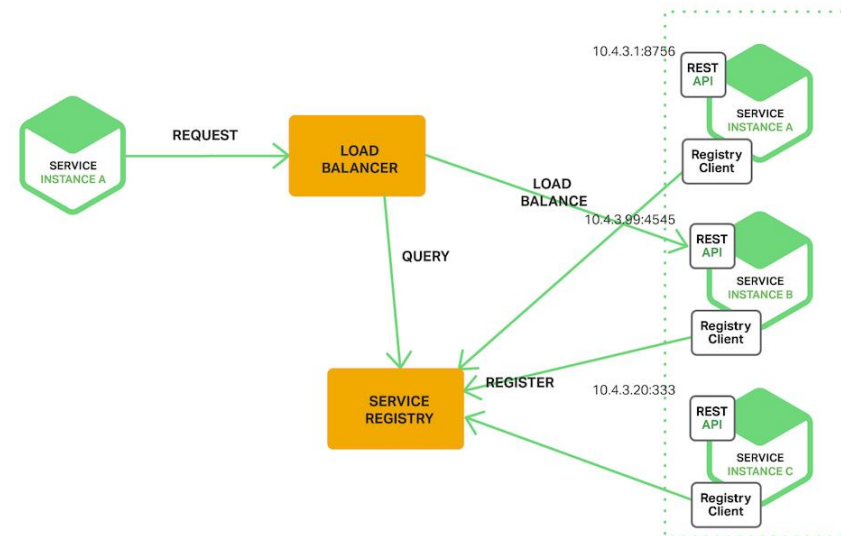 10.4.3.1:8756
REST
API
SERVICE
INSTANCE A
Registry
Client
SERVICE
INSTANCE A
REQUEST
LOAD
BALANCER
LOAD
BALANCE
10.4.3.99:4545
REST
API
SERVICE
INSTANCE B
Registry
Client
QUERY
SERVICE
REGISTRY
REGISTER
10.4.3.20:333
REST
API
SERVICE
INSTANCE C
Registry
Client